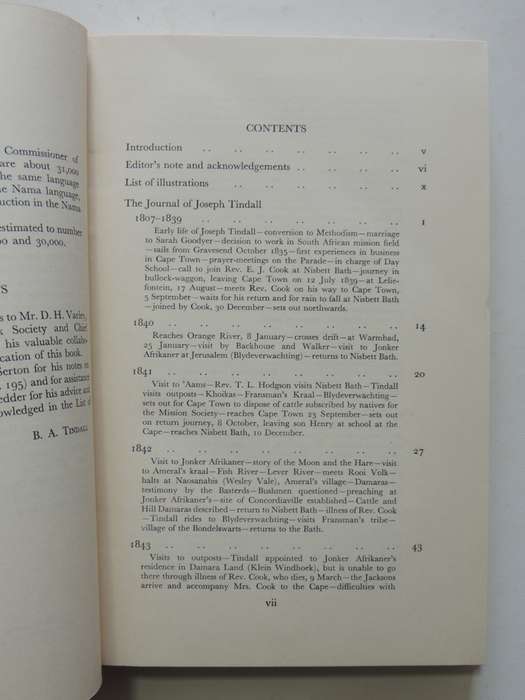 Commissioner of
are about 31,000
the same language
e Nama language,
uction in the Nama
estimated to number
00 and 30,000.
TS
s to Mr. D. H. Varley,
k Society and Chief
his valuable collabo-
cation of this book.
Serton for his notes on
, 195) and for assistance
edder for his advice and
owledged in the List of
B. A. TINDALL
CONTENTS
Introduction .. .. .. .. .. .. v
Editor's note and acknowledgements .. .. .. .. vi
List of illustrations .. .. .. .. .. x
The Journal of Joseph Tindall
1807–1839 .. .. .. .. .. .. .. 1
Early life of Joseph Tindall—conversion to Methodism—marriage
to Sarah Goodyer—decision to work in South African mission field
—sails from Gravesend October 1835—first experiences in business
in Cape Town—prayer-meetings on the Parade—in charge of Day
School—call to join Rev. E. J. Cook at Nisbett Bath—journey in
bullock-wagon, leaving Cape Town on 12 July 1839—at Lelie-
fontein, 17 August—meets Rev. Cook on his way to Cape Town,
5 September—waits for his return and for rain to fall at Nisbett Bath
—joined by Cook, 30 December—sets out northwards.
1840 .. .. .. .. .. .. .. .. 14
Reaches Orange River, 8 January—crosses drift—at Warmbad,
25 January—visit by Backhouse and Walker—visit to Jonker
Afrikaner at Jerusalem (Blydeverwachting)—returns to Nisbett Bath.
1841 .. .. .. .. .. .. .. .. 20
Visit to 'Aams—Rev. T. L. Hodgson visits Nisbett Bath—Tindall
visits outposts—Khoikas—Fransman's Kraal—Blydeverwachting—
sets out for Cape Town to dispose of cattle subscribed by natives for
the Mission Society—reaches Cape Town 23 September—sets out
on return journey, 8 October, leaving son Henry at school at the
Cape—reaches Nisbett Bath, 10 December.
1842 .. .. .. .. .. .. .. .. 27
Visit to Jonker Afrikaner—story of the Moon and the Hare—visit
to Ameral's kraal—Fish River—Lever River—meets Rooi Volk—
halts at Naosanabis (Wesley Vale), Ameral's village—Damaras—
testimony by the Basterds—Bushmen questioned—preaching at
Jonker Afrikaner's—site of Concordiaville established—Cattle and
Hill Damaras described—return to Nisbett Bath—illness of Rev. Cook
—Tindall rides to Blydeverwachting—visits Fransman's tribe—
village of the Bondelswarts—returns to the Bath.
1843 .. .. .. .. .. .. .. .. 43
Visits to outposts—Tindall appointed to Jonker Afrikaner's
residence in Damara Land (Klein Windhoek), but is unable to go
there through illness of Rev. Cook, who dies, 9 March—the Jacksons
arrive and accompany Mrs. Cook to the Cape—difficulties with
vii